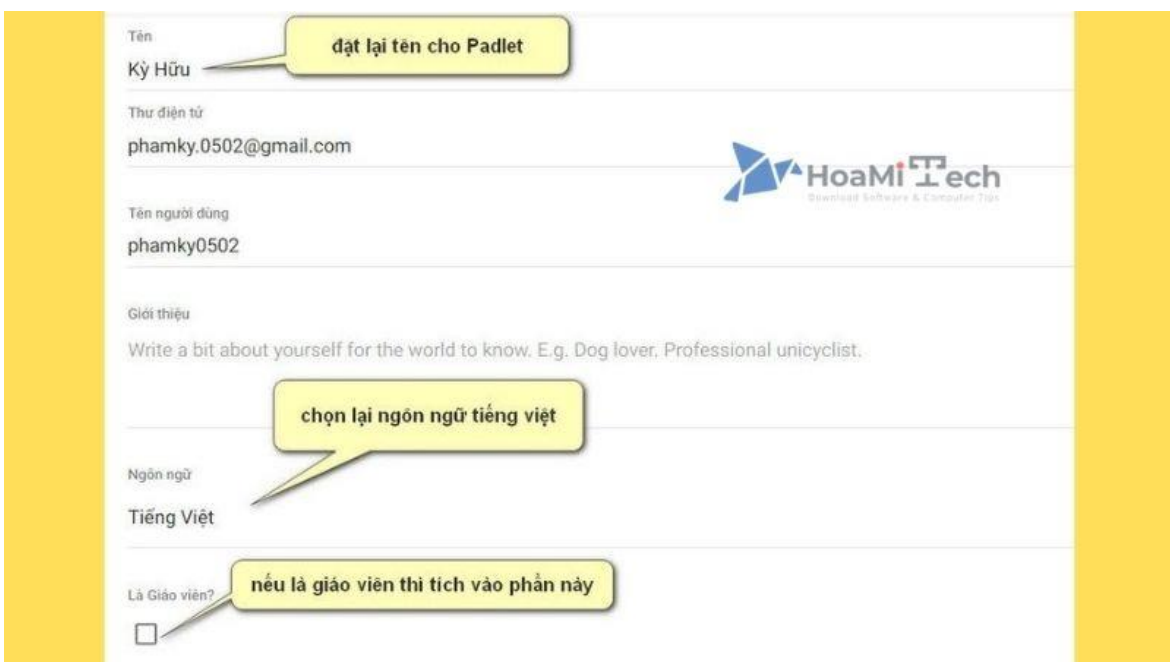 Tên
đặt lại tên cho Padlet
Kỳ Hữu
Thư điện tử
phamky.0502@gmail.com
HoaMi Tech
Download Software & Computer Tips
Tên người dùng
phamky0502
Giới thiệu
Write a bit about yourself for the world to know. E.g. Dog lover. Professional unicyclist.
chọn lại ngôn ngữ tiếng việt
Ngôn ngữ
Tiếng Việt
nếu là giáo viên thì tích vào phần này
Là Giáo viên?